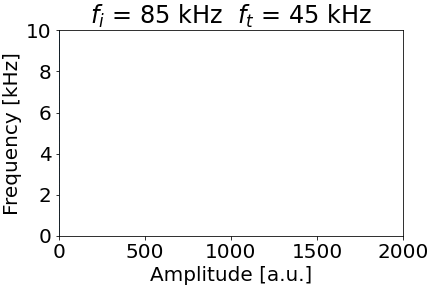 fi = 85 kHz ft = 45 kHz
Frequency [kHz]
10
8
6
4
2
0
0 500 1000 1500 2000
Amplitude [a.u.]